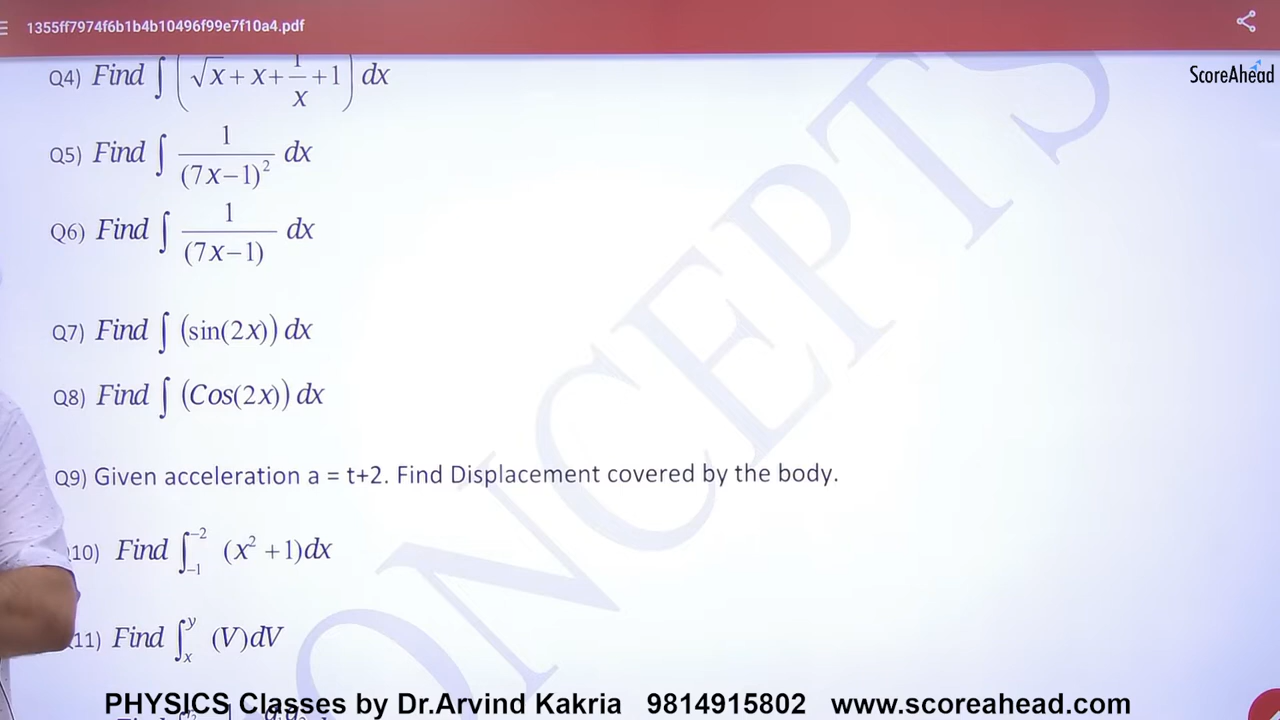 1355ff7974f6b1b4b10496f99e7f10a4.pdf
ScoreAhead
Q4) Find ∫ (√x + x + 1/x + 1) dx
Q5) Find ∫ 1/(7x−1)² dx
Q6) Find ∫ 1/(7x−1) dx
Q7) Find ∫ (sin(2x)) dx
Q8) Find ∫ (Cos(2x)) dx
Q9) Given acceleration a = t+2. Find Displacement covered by the body.
10) Find ∫₋₁⁻² (x² + 1)dx
11) Find ∫ₓʸ (V)dV
CONCEPTS
PHYSICS Classes by Dr.Arvind Kakria 9814915802 www.scoreahead.com